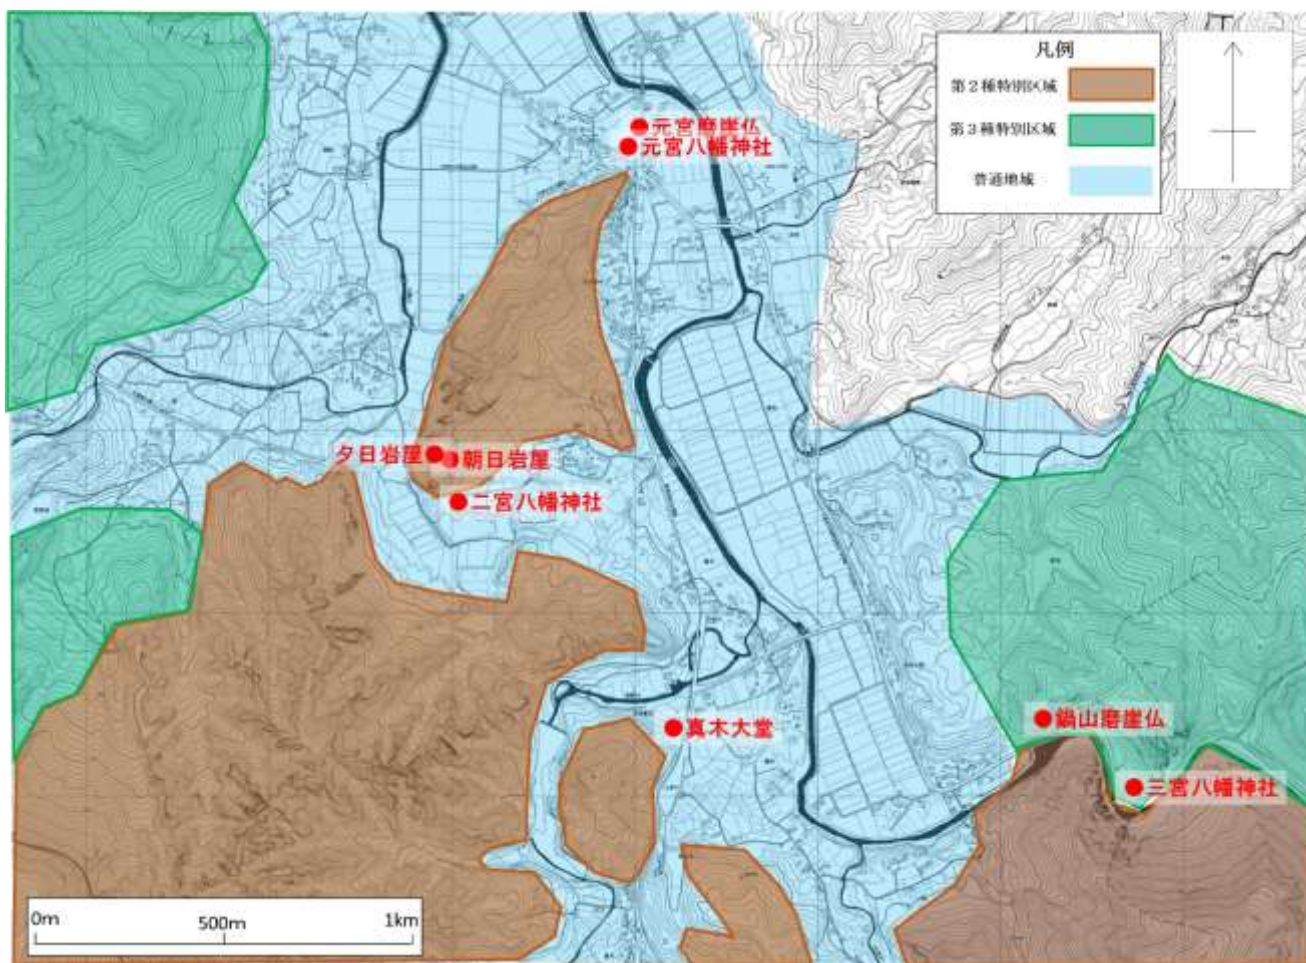 凡例
第2種特別区域
第3種特別区域
普通地域
元宮磨崖仏
元宮八幡神社
夕日岩屋
朝日岩屋
二宮八幡神社
真木大堂
鍋山磨崖仏
三宮八幡神社
0m 500m 1km